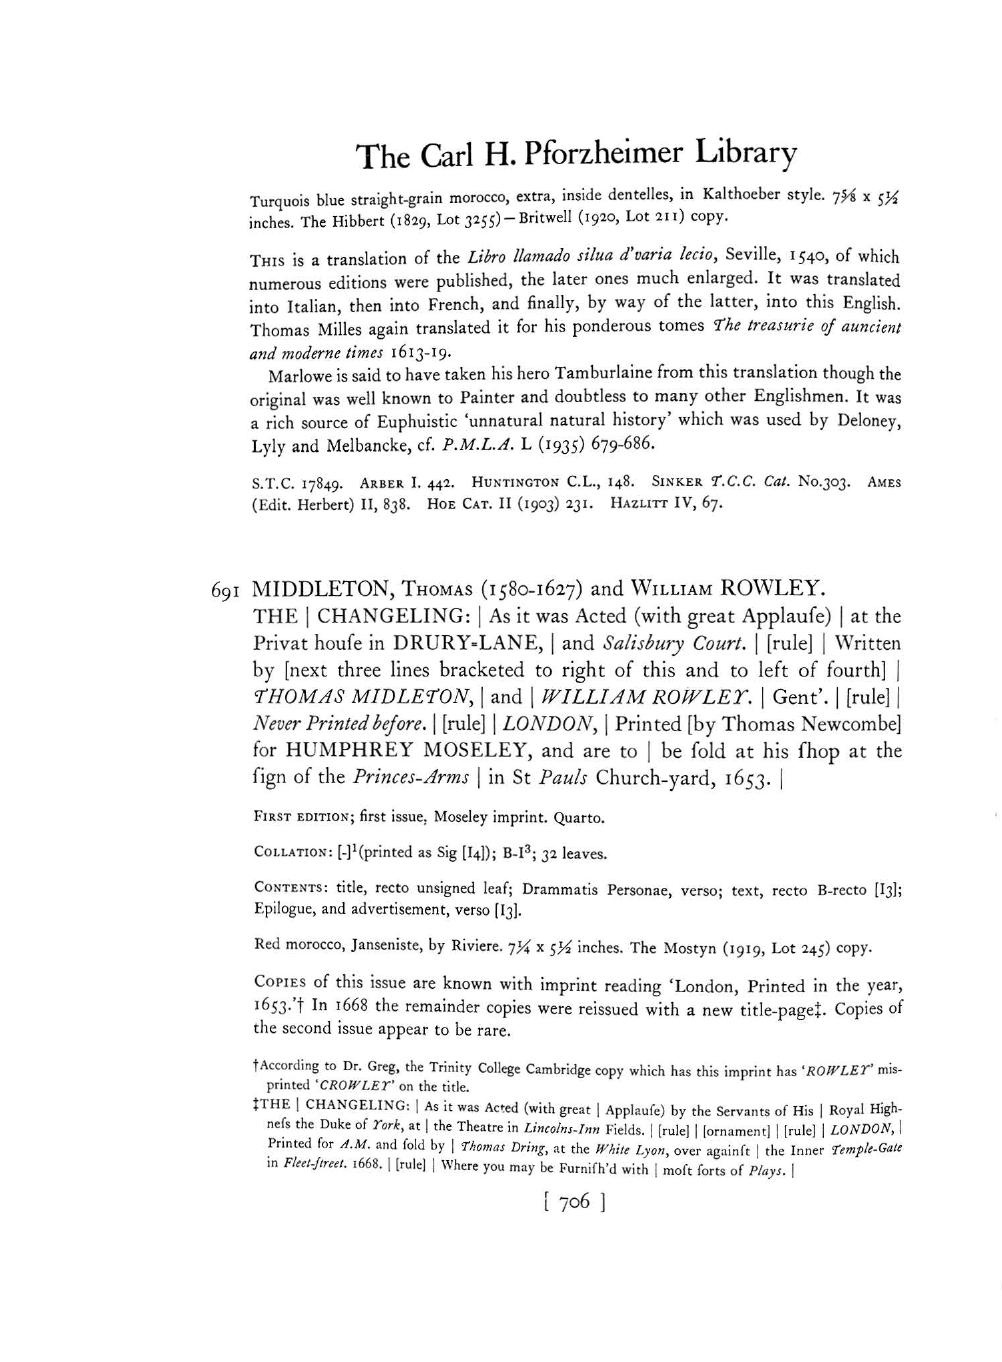 The Carl H. Pforzheimer Library
Turquois blue straight-grain morocco, extra, inside dentelles, in Kalthoeber style. 7⅝ x 5½
inches. The Hibbert (1829, Lot 3255)—Britwell (1920, Lot 211) copy.
This is a translation of the Libro llamado silua d'varia lecio, Seville, 1540, of which
numerous editions were published, the later ones much enlarged. It was translated
into Italian, then into French, and finally, by way of the latter, into this English.
Thomas Milles again translated it for his ponderous tomes The treasurie of auncient
and moderne times 1613-19.
Marlowe is said to have taken his hero Tamburlaine from this translation though the
original was well known to Painter and doubtless to many other Englishmen. It was
a rich source of Euphuistic 'unnatural natural history' which was used by Deloney,
Lyly and Melbancke, cf. P.M.L.A. L (1935) 679-686.
S.T.C. 17849. Arber I. 442. Huntington C.L., 148. Sinker T.C.C. Cat. No.303. Ames
(Edit. Herbert) II, 838. Hoe Cat. II (1903) 231. Hazlitt IV, 67.
691 MIDDLETON, Thomas (1580-1627) and William ROWLEY.
THE | CHANGELING: | As it was Acted (with great Applauſe) | at the
Privat houſe in DRURY=LANE, | and Salisbury Court. | [rule] | Written
by [next three lines bracketed to right of this and to left of fourth] |
THOMAS MIDLETON, | and | WILLIAM ROWLEY. | Gent'. | [rule] |
Never Printed before. | [rule] | LONDON, | Printed [by Thomas Newcombe]
for HUMPHREY MOSELEY, and are to | be ſold at his ſhop at the
ſign of the Princes-Arms | in St Pauls Church-yard, 1653. |
First edition; first issue, Moseley imprint. Quarto.
Collation: [-]¹(printed as Sig [I4]); B-I³; 32 leaves.
Contents: title, recto unsigned leaf; Drammatis Personae, verso; text, recto B-recto [I3];
Epilogue, and advertisement, verso [I3].
Red morocco, Janseniste, by Riviere. 7¼ x 5½ inches. The Mostyn (1919, Lot 245) copy.
Copies of this issue are known with imprint reading 'London, Printed in the year,
1653.'† In 1668 the remainder copies were reissued with a new title-page‡. Copies of
the second issue appear to be rare.
†According to Dr. Greg, the Trinity College Cambridge copy which has this imprint has 'ROWLEY' mis-
printed 'CROWLEY' on the title.
‡THE | CHANGELING: | As it was Acted (with great | Applauſe) by the Servants of His | Royal High-
neſs the Duke of York, at | the Theatre in Lincolns-Inn Fields. | [rule] | [ornament] | [rule] | LONDON, |
Printed for A.M. and ſold by | Thomas Dring, at the White Lyon, over againſt | the Inner Temple-Gate
in Fleet-ſtreet. 1668. | [rule] | Where you may be Furniſh'd with | moſt ſorts of Plays. |
[ 706 ]